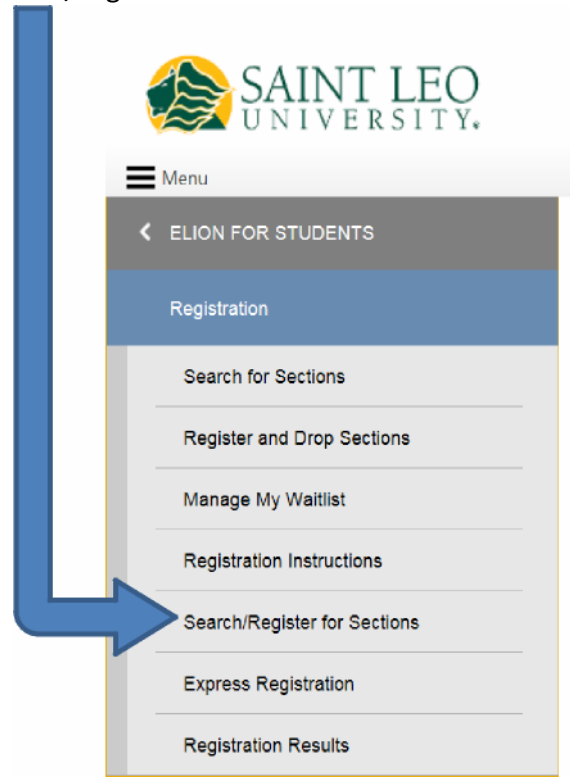 SAINT LEO
UNIVERSITY.
Menu
ELION FOR STUDENTS
Registration
Search for Sections
Register and Drop Sections
Manage My Waitlist
Registration Instructions
Search/Register for Sections
Express Registration
Registration Results